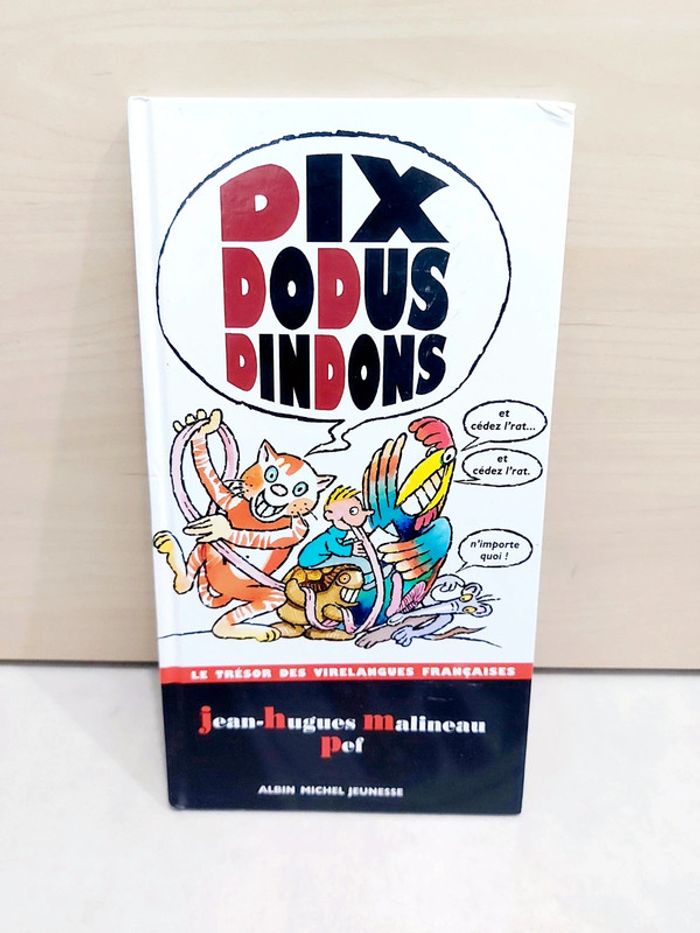 DIX
DODUS
DINDONS
et
cédez l'rat...
et
cédez l'rat.
n'importe
quoi !
LE TRÉSOR DES VIRELANGUES FRANÇAISES
jean-hugues malineau
pef
ALBIN MICHEL JEUNESSE